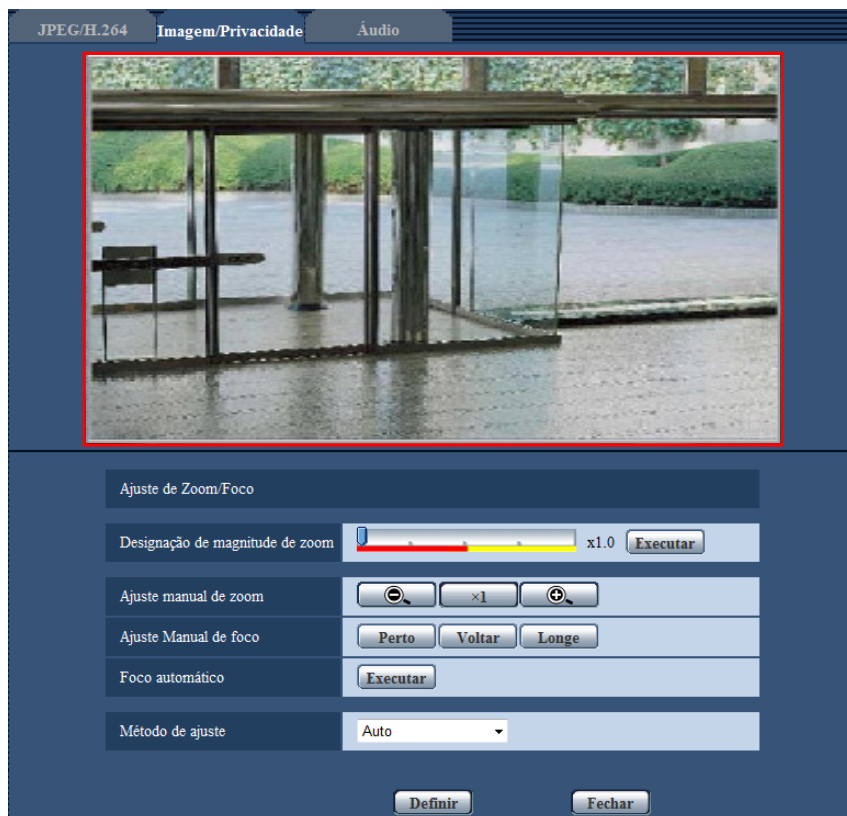 JPEG/H.264 Imagem/Privacidade Áudio
Ajuste de Zoom/Foco
Designação de magnitude de zoom x1.0 Executar
Ajuste manual de zoom ×1
Ajuste Manual de foco Perto Voltar Longe
Foco automático Executar
Método de ajuste Auto
Definir Fechar